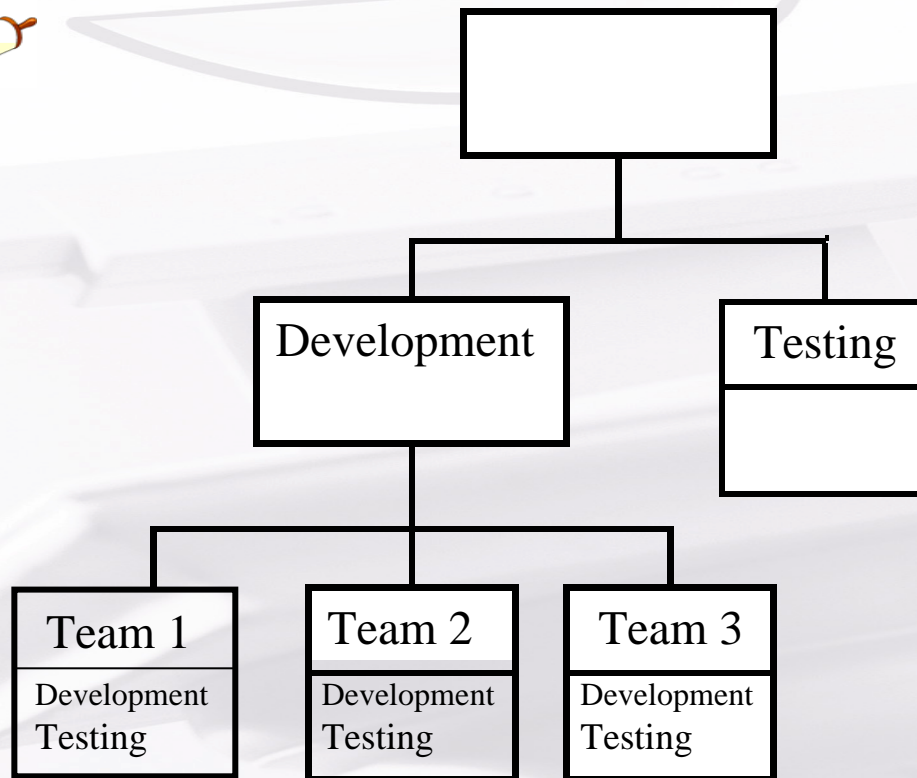 Development
Testing
Team 1
Development
Testing
Team 2
Development
Testing
Team 3
Development
Testing